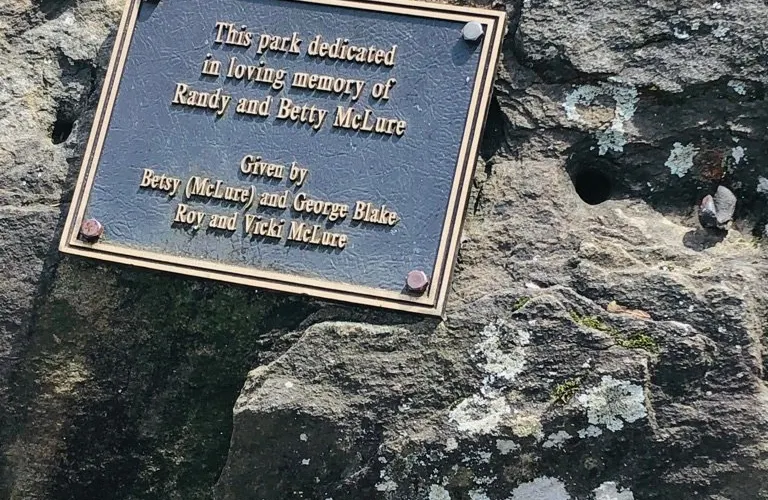 This park dedicated
in loving memory of
Randy and Betty McLure
Given by
Betsy (McLure) and George Blake
Roy and Vicki McLure